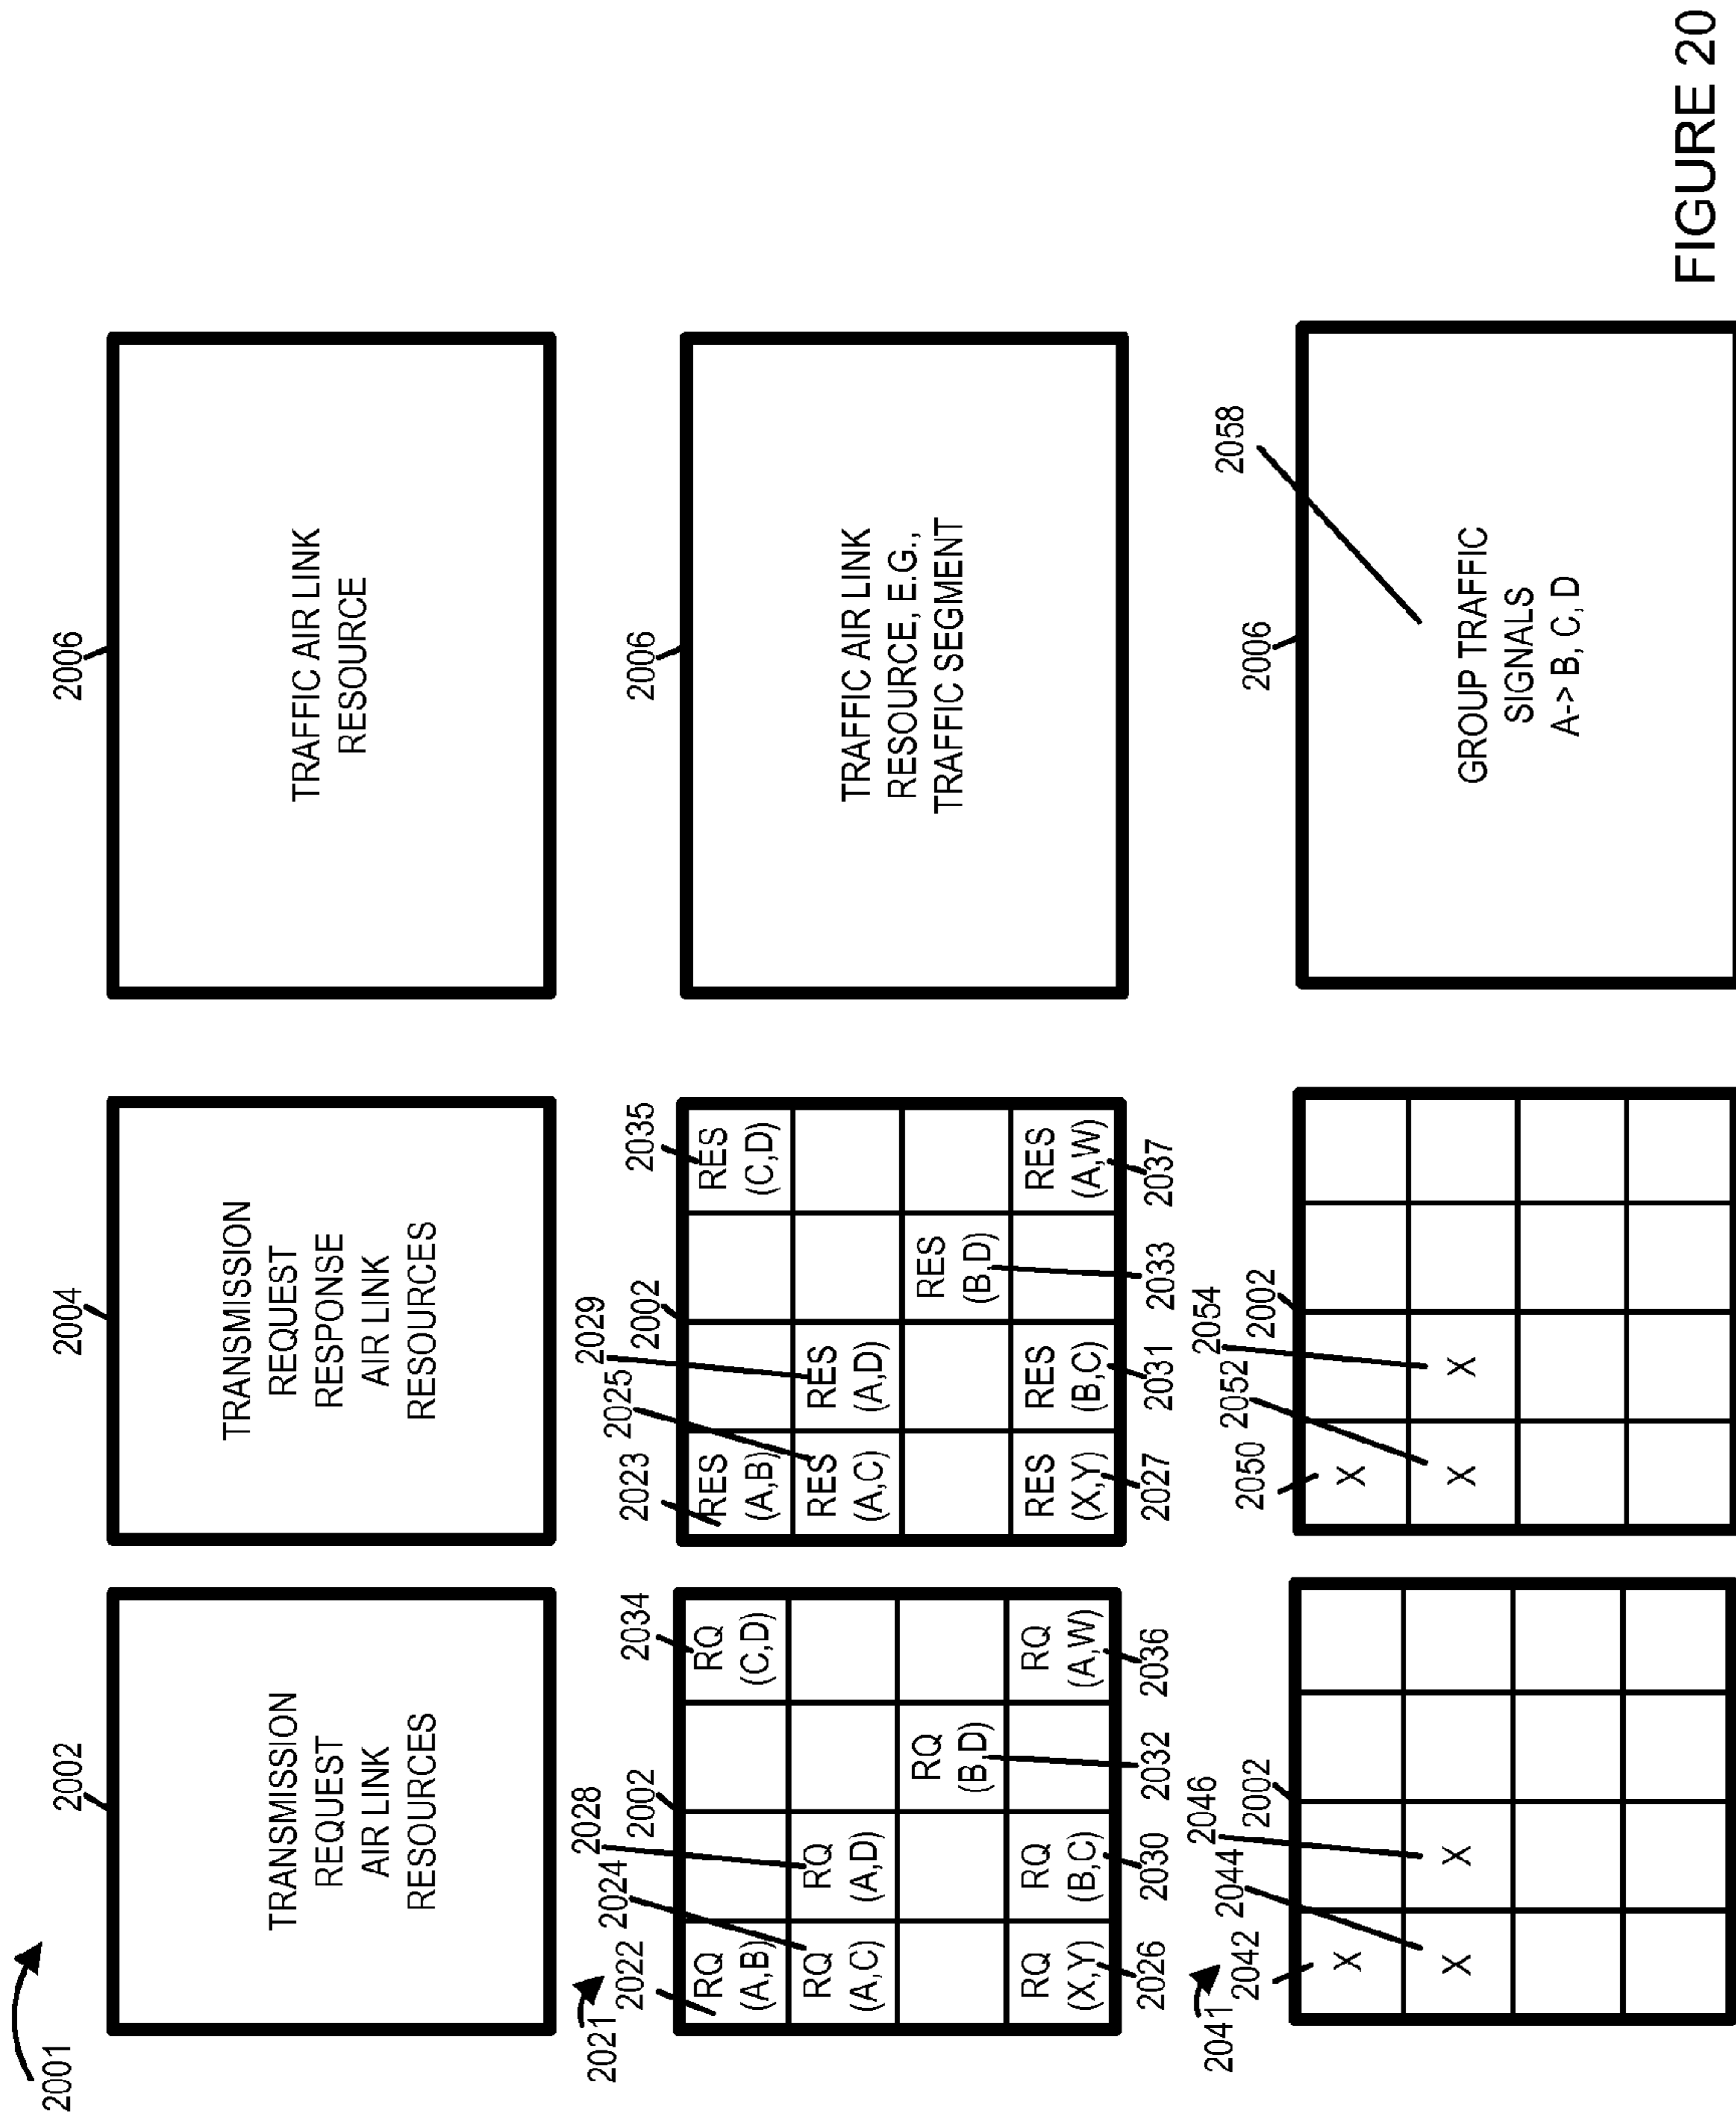 2001
2002
TRANSMISSION
REQUEST
AIR LINK
RESOURCES
2004
TRANSMISSION
REQUEST
RESPONSE
AIR LINK
RESOURCES
2006
TRAFFIC AIR LINK
RESOURCE
2021
2022
2024
2028
2002
2034
RQ
(A,B)
RQ
(C,D)
RQ
(A,C)
RQ
(A,D)
RQ
(B,D)
RQ
(X,Y)
RQ
(B,C)
RQ
(A,W)
2026
2030
2032
2036
2023
2025
2029
2002
2035
RES
(A,B)
RES
(C,D)
RES
(A,C)
RES
(A,D)
RES
(B,D)
RES
(X,Y)
RES
(B,C)
RES
(A,W)
2027
2031
2033
2037
2006
TRAFFIC AIR LINK
RESOURCE, E.G.,
TRAFFIC SEGMENT
2041
2042
2044
2046
2002
X
X
X
2050
2052
2054
2002
X
X
X
2006
2058
GROUP TRAFFIC
SIGNALS
A-> B, C, D
FIGURE 20